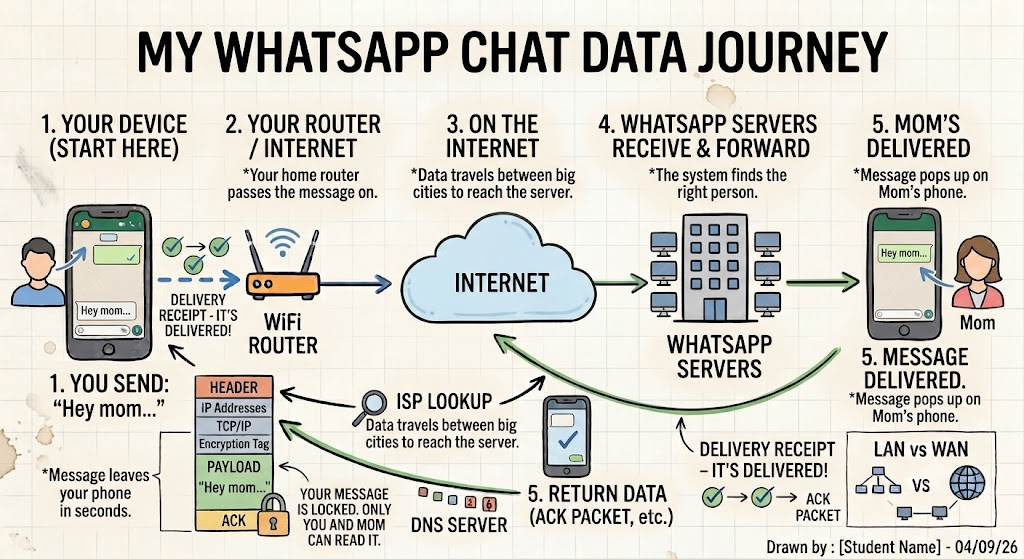 MY WHATSAPP CHAT DATA JOURNEY
1. YOUR DEVICE
(START HERE)
2. YOUR ROUTER
/ INTERNET
*Your home router
passes the message on.
3. ON THE
INTERNET
*Data travels between big
cities to reach the server.
4. WHATSAPP SERVERS
RECEIVE & FORWARD
*The system finds the
right person.
5. MOM'S
DELIVERED
*Message pops up on
Mom's phone.
Hey mom...
DELIVERY
RECEIPT - IT'S
DELIVERED!
WiFi
ROUTER
INTERNET
WHATSAPP
SERVERS
Hey mom...
Mom
1. YOU SEND:
"Hey mom..."
*Message leaves
your phone
in seconds.
HEADER
IP Addresses
TCP/IP
Encryption Tag
PAYLOAD
"Hey mom..."
ACK
YOUR MESSAGE
IS LOCKED. ONLY
YOU AND MOM
CAN READ IT.
ISP LOOKUP
Data travels between big
cities to reach the server.
DNS SERVER
5. RETURN DATA
(ACK PACKET, etc.)
5. MESSAGE
DELIVERED.
*Message pops up on
Mom's phone.
DELIVERY RECEIPT
– IT'S DELIVERED!
ACK
PACKET
LAN vs WAN
VS
Drawn by : [Student Name] - 04/09/26